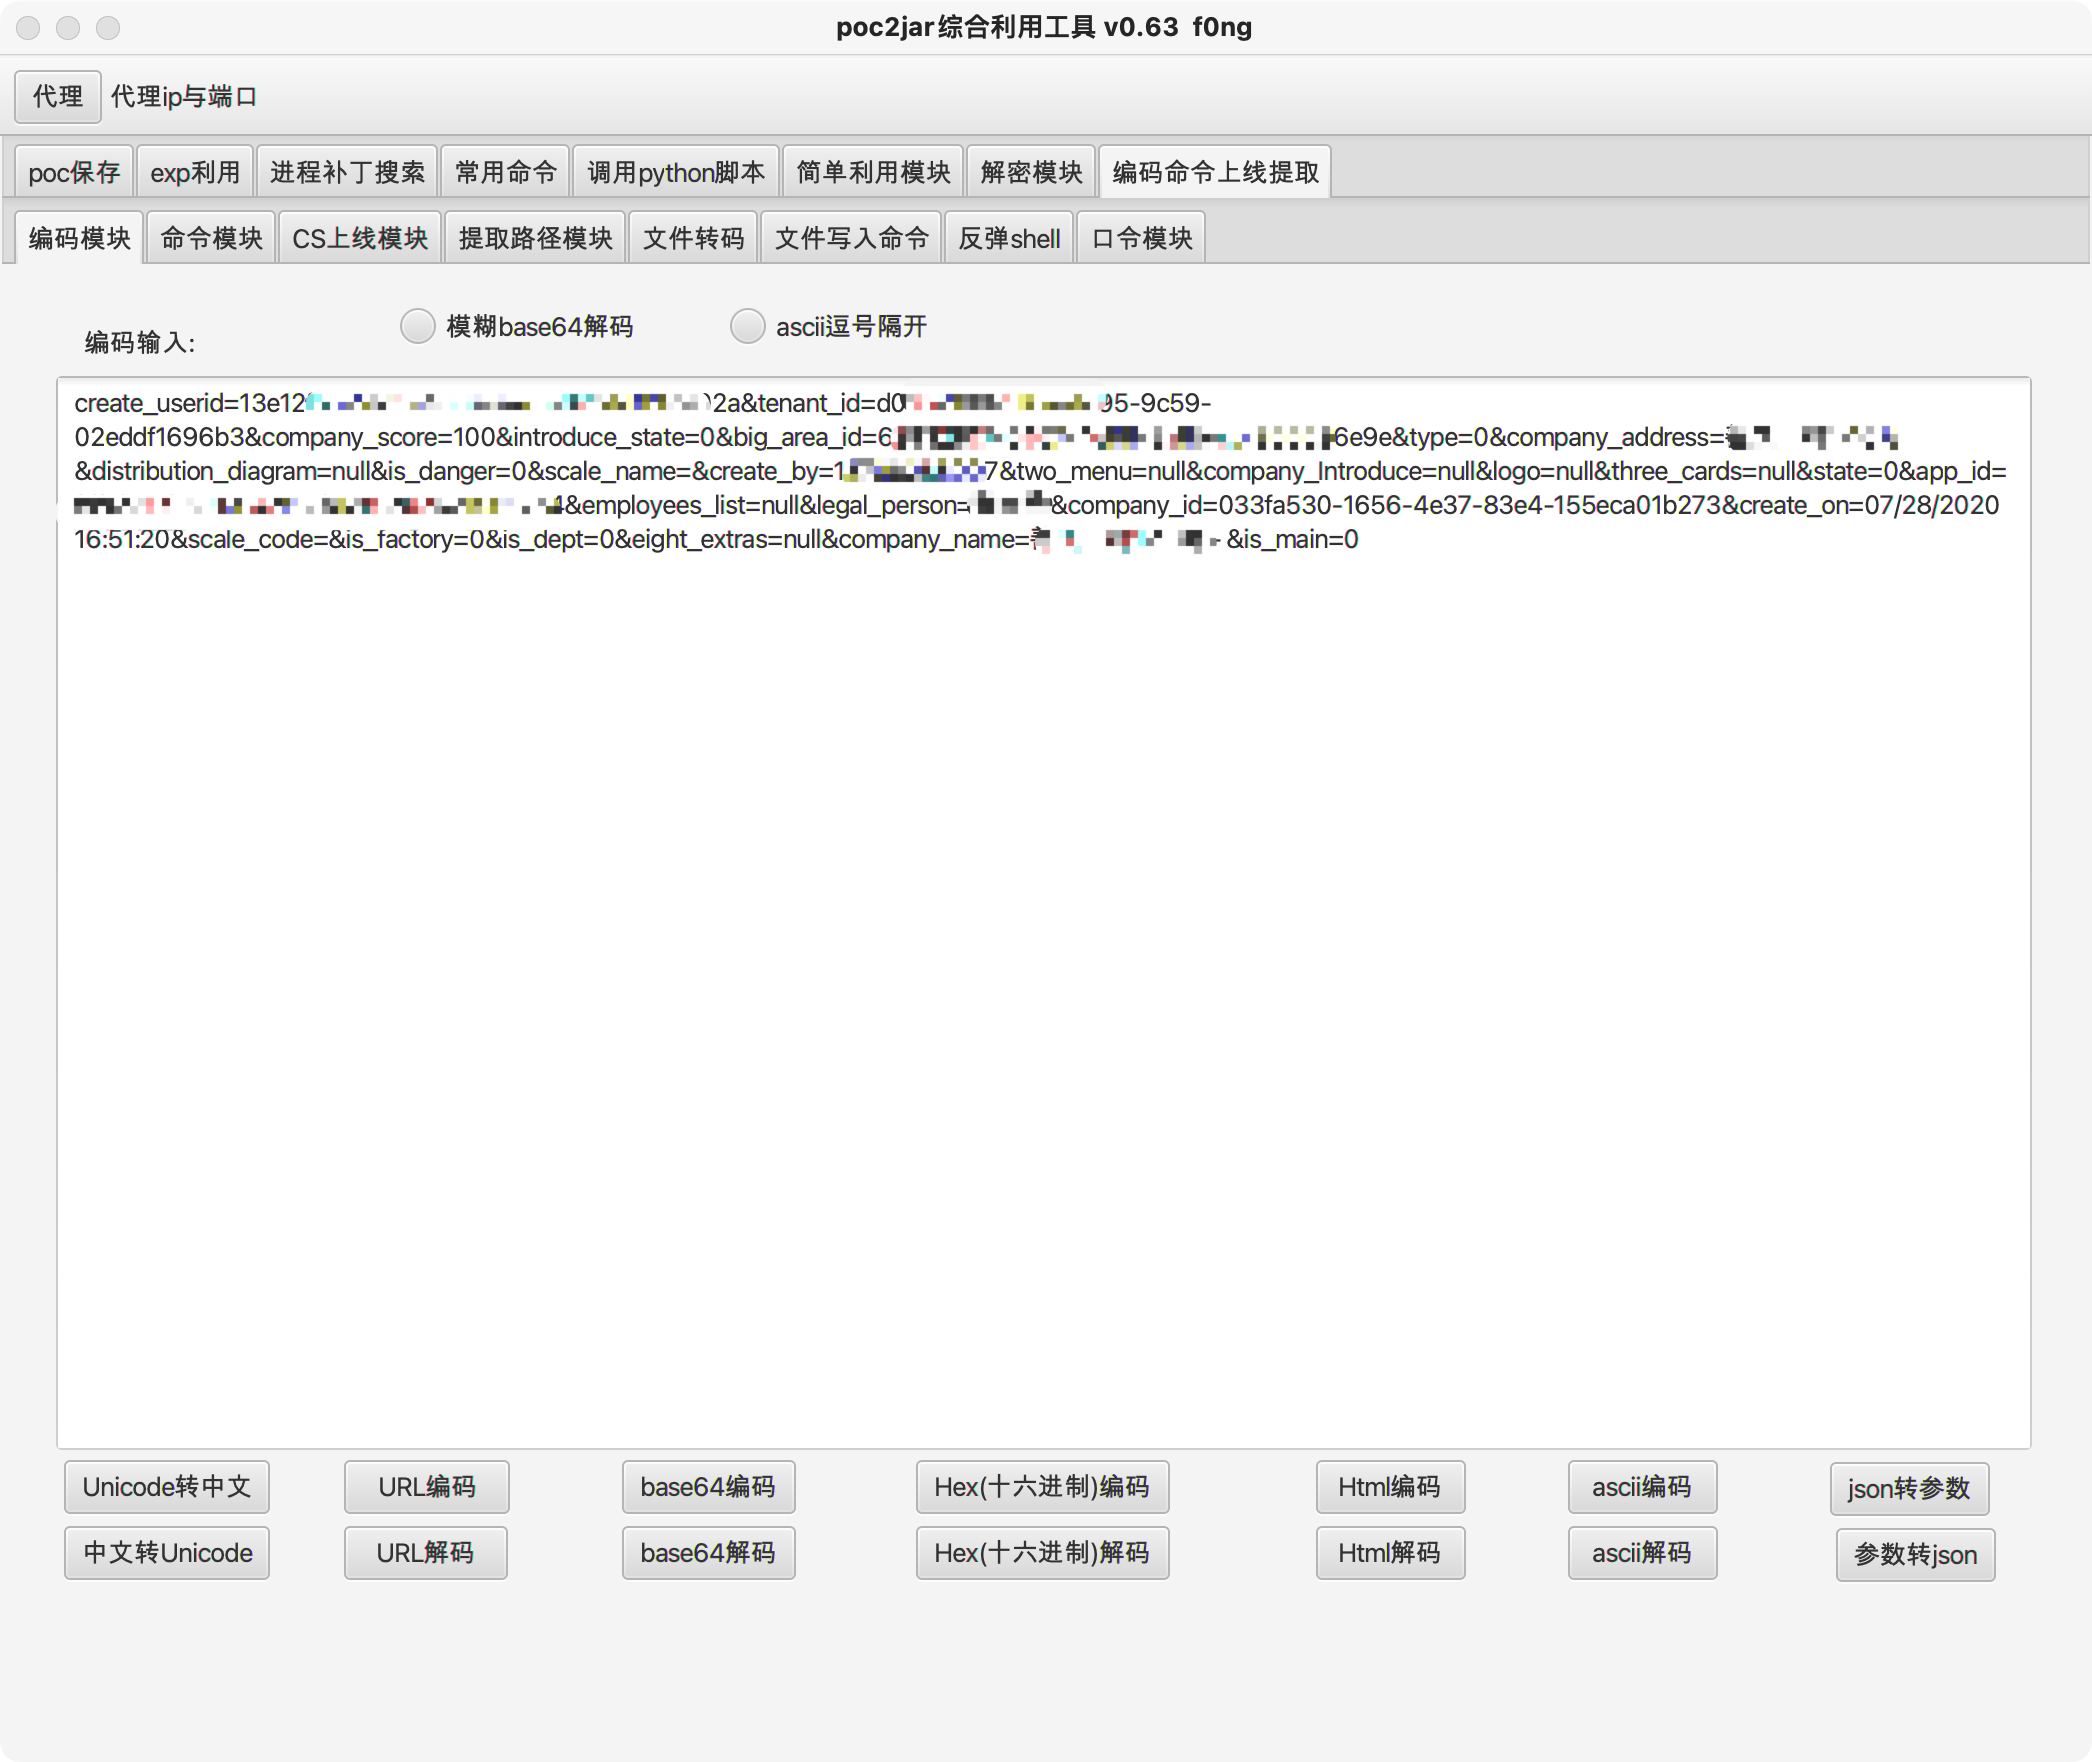 poc2jar综合利用工具 v0.63 f0ng
代理 代理ip与端口
poc保存 exp利用 进程补丁搜索 常用命令 调用python脚本 简单利用模块 解密模块 编码命令上线提取
编码模块 命令模块 CS上线模块 提取路径模块 文件转码 文件写入命令 反弹shell 口令模块
编码输入: 模糊base64解码 ascii逗号隔开
create_userid=13e12 02a&tenant_id=d0 95-9c59-
02eddf1696b3&company_score=100&introduce_state=0&big_area_id=6 6e9e&type=0&company_address=
&distribution_diagram=null&is_danger=0&scale_name=&create_by=1 7&two_menu=null&company_Introduce=null&logo=null&three_cards=null&state=0&app_id=
&employees_list=null&legal_person= &company_id=033fa530-1656-4e37-83e4-155eca01b273&create_on=07/28/2020
16:51:20&scale_code=&is_factory=0&is_dept=0&eight_extras=null&company_name= &is_main=0
Unicode转中文 URL编码 base64编码 Hex(十六进制)编码 Html编码 ascii编码 json转参数
中文转Unicode URL解码 base64解码 Hex(十六进制)解码 Html解码 ascii解码 参数转json